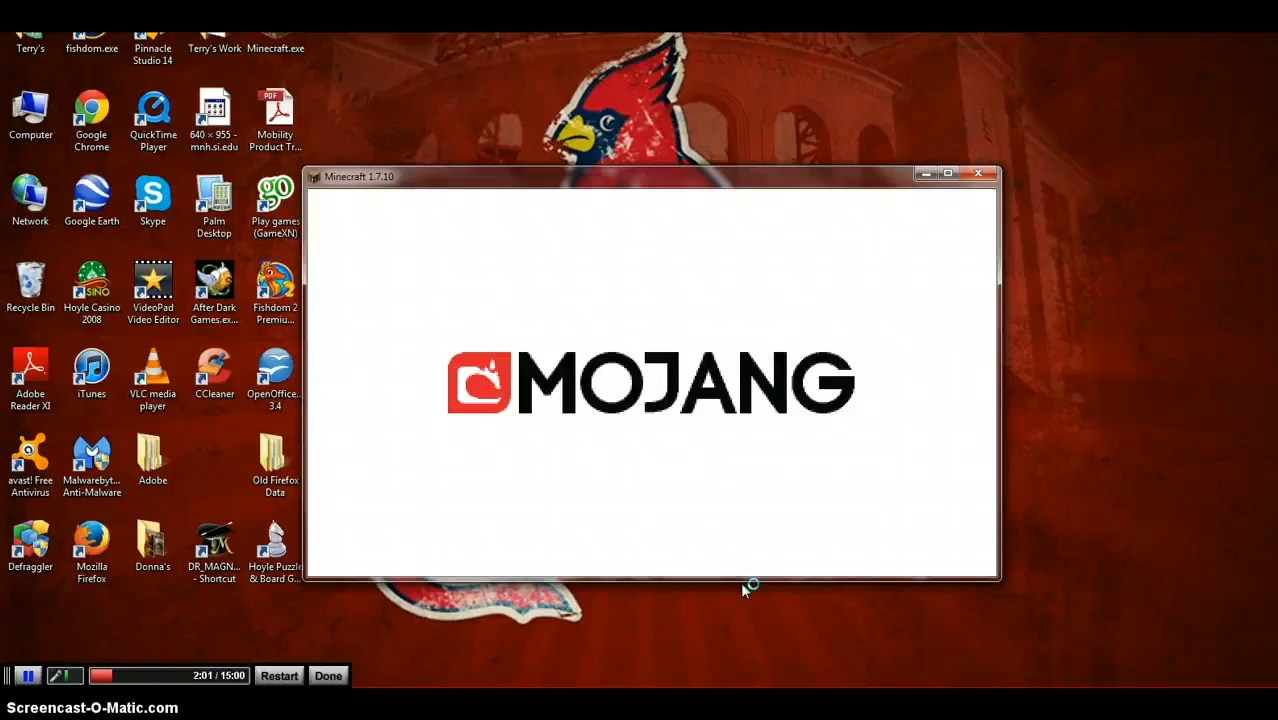 Terry's
fishdom.exe
Pinnacle
Studio 14
Terry's Work
Minecraft.exe
Computer
Google
Chrome
QuickTime
Player
640 × 955 -
mnh.si.edu
PDF
Mobility
Product Tr...
Minecraft 1.7.10
Network
Google Earth
Skype
Palm
Desktop
go
Play games
(GameXN)
Recycle Bin
SINO
Hoyle Casino
2008
VideoPad
Video Editor
After Dark
Games.ex...
Fishdom 2
Premiu...
MOJANG
Adobe
Reader XI
iTunes
VLC media
player
CCleaner
OpenOffice...
3.4
avast! Free
Antivirus
Malwarebyt...
Anti-Malware
Adobe
Old Firefox
Data
Defraggler
Mozilla
Firefox
Donna's
DR_MAGN...
- Shortcut
Hoyle Puzzle
& Board G...
2:01 / 15:00
Restart
Done
Screencast-O-Matic.com